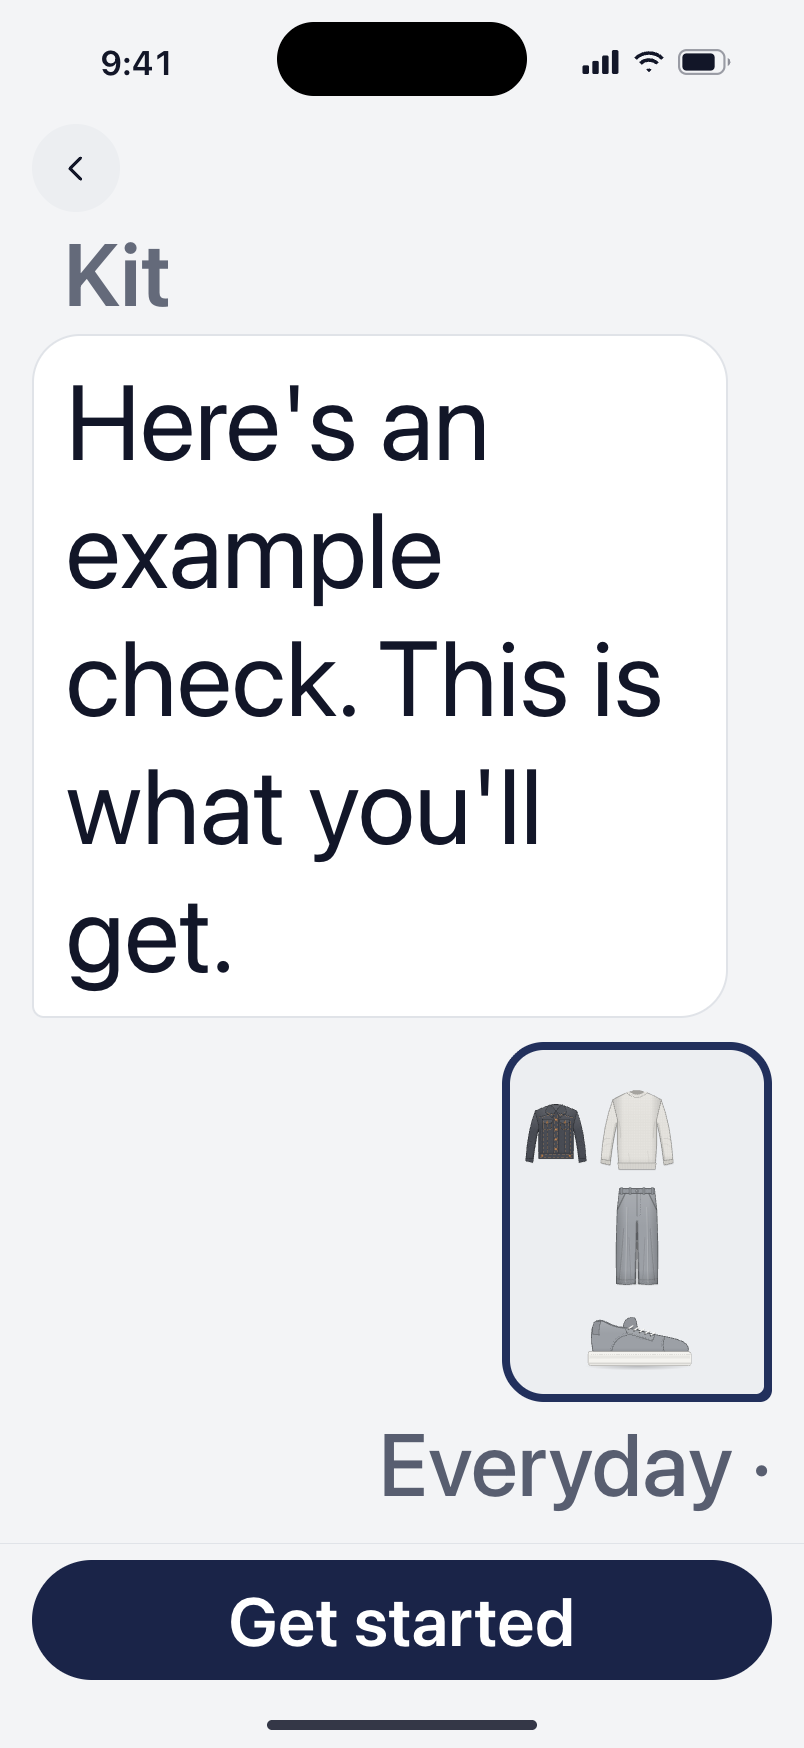 9:41
Kit
Here's an
example
check. This is
what you'll
get.
Everyday ·
Get started